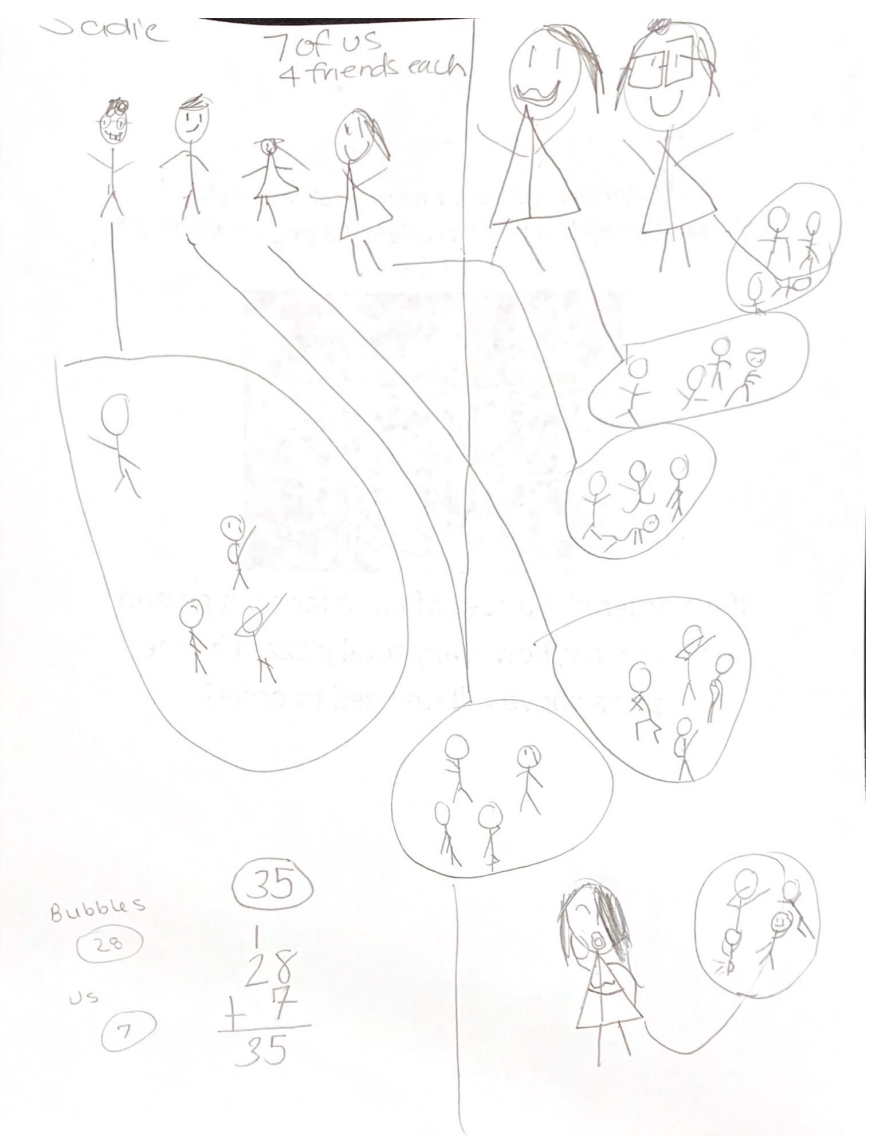 Sadie
7 of us
4 friends each
35
Bubbles
28
us
7
1
28
+ 7
35